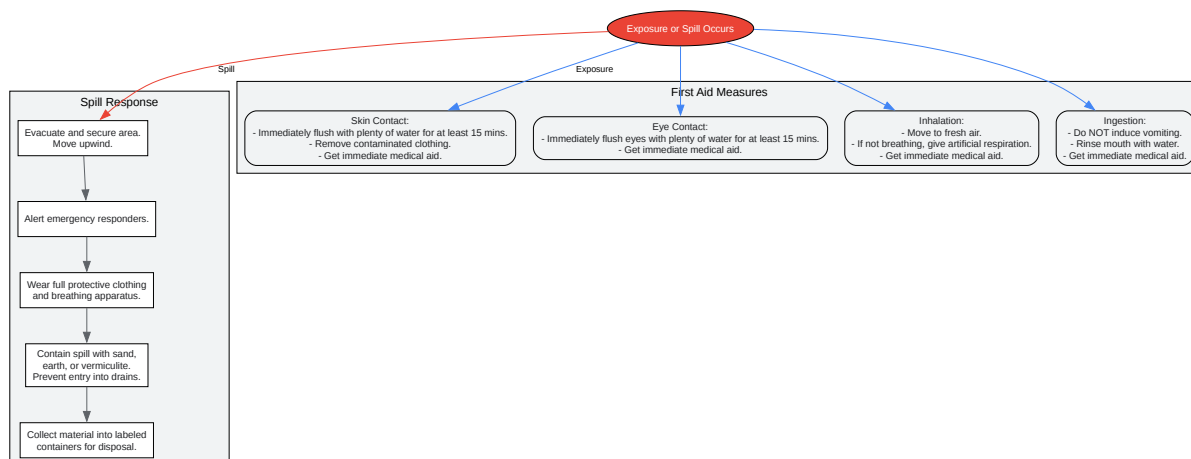 Exposure or Spill Occurs
Spill
Exposure
Spill Response
Evacuate and secure area.
Move upwind.
Alert emergency responders.
Wear full protective clothing
and breathing apparatus.
Contain spill with sand,
earth, or vermiculite.
Prevent entry into drains.
Collect material into labeled
containers for disposal.
First Aid Measures
Skin Contact:
- Immediately flush with plenty of water for at least 15 mins.
- Remove contaminated clothing.
- Get immediate medical aid.
Eye Contact:
- Immediately flush eyes with plenty of water for at least 15 mins.
- Get immediate medical aid.
Inhalation:
- Move to fresh air.
- If not breathing, give artificial respiration.
- Get immediate medical aid.
Ingestion:
- Do NOT induce vomiting.
- Rinse mouth with water.
- Get immediate medical aid.